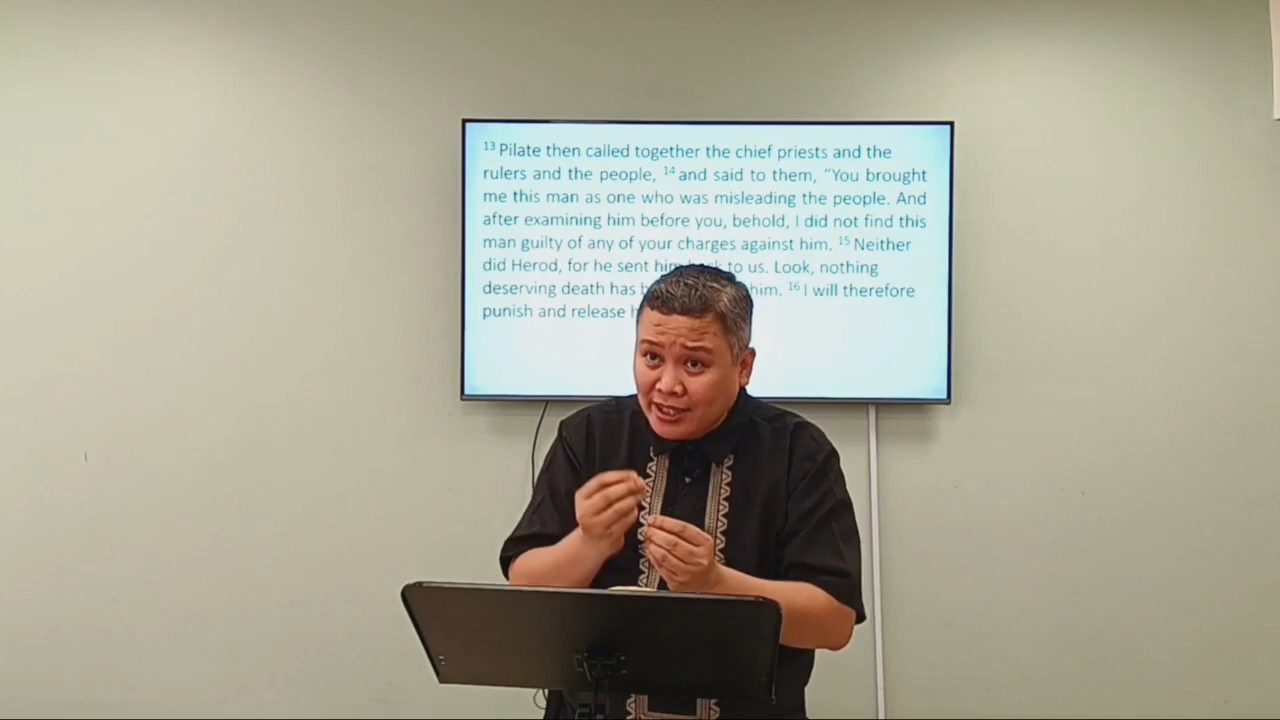 13 Pilate then called together the chief priests and the
rulers and the people, 14 and said to them, “You brought
me this man as one who was misleading the people. And
after examining him before you, behold, I did not find this
man guilty of any of your charges against him. 15 Neither
did Herod, for he sent him back to us. Look, nothing
deserving death has him. 16 I will therefore
punish and release